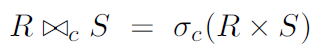 R ⋈c S = σc(R × S)